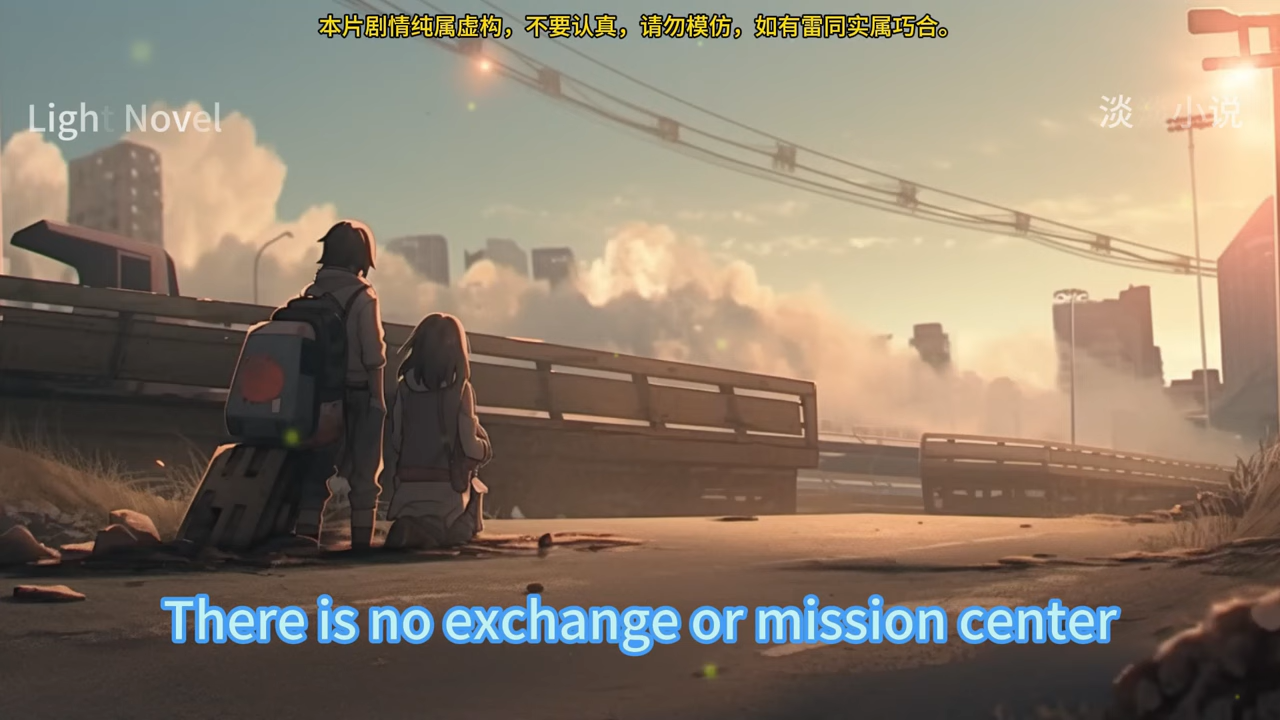 本片剧情纯属虚构，不要认真，请勿模仿，如有雷同实属巧合。
Light Novel
淡 小说
There is no exchange or mission center